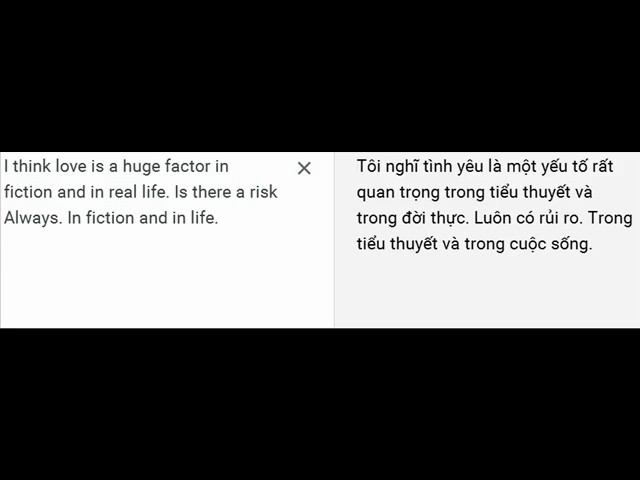 I think love is a huge factor in
fiction and in real life. Is there a risk
Always. In fiction and in life.
Tôi nghĩ tình yêu là một yếu tố rất
quan trọng trong tiểu thuyết và
trong đời thực. Luôn có rủi ro. Trong
tiểu thuyết và trong cuộc sống.